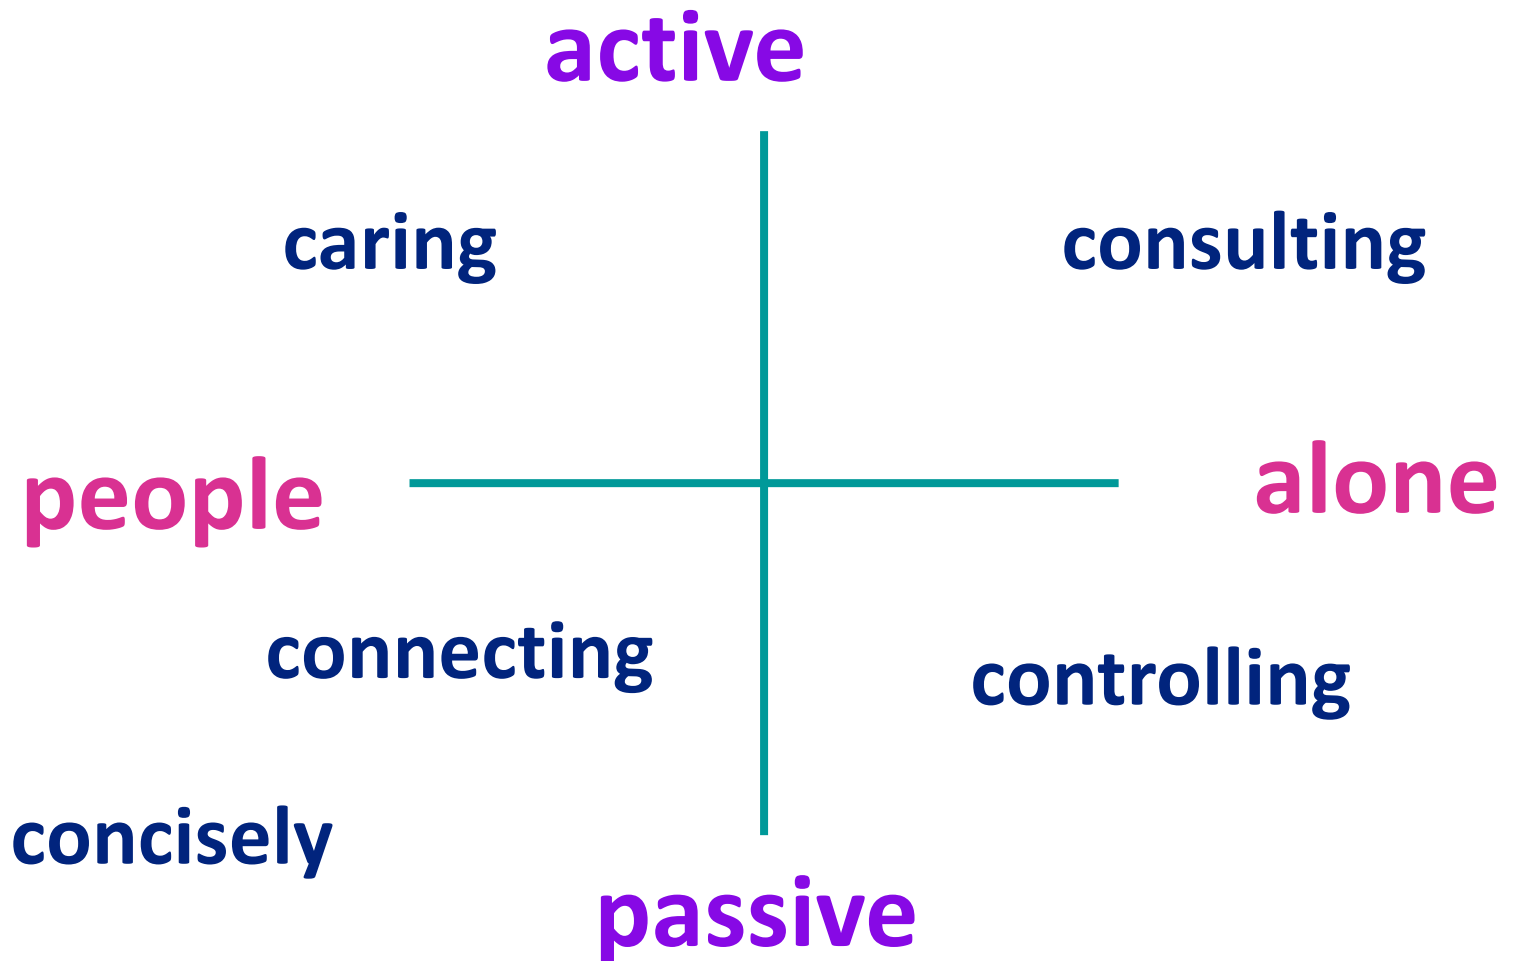 active
caring
consulting
people
alone
connecting
controlling
concisely
passive